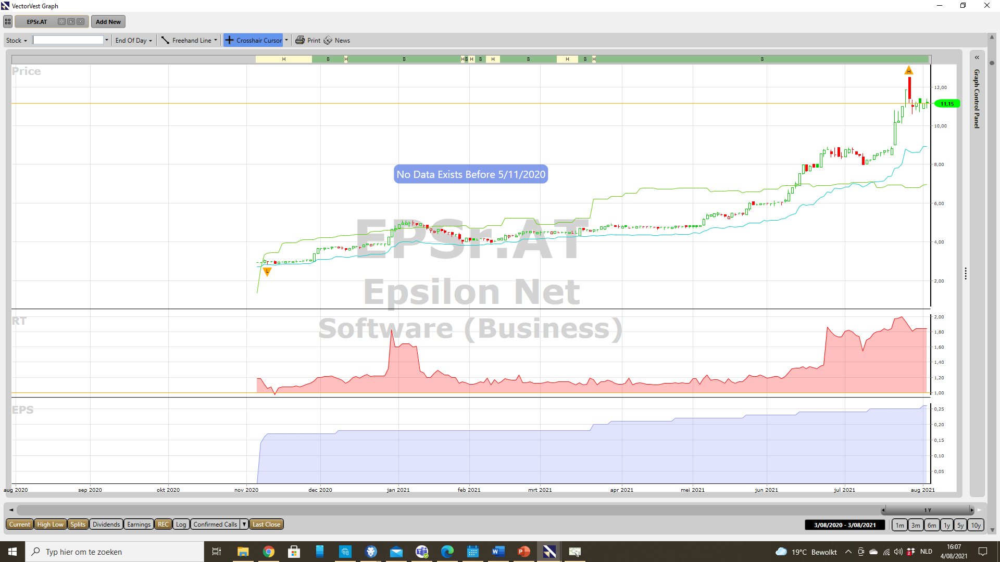 VectorVest Graph
EPSr.AT
Add New
Stock
End Of Day
Freehand Line
Crosshair Cursor
Print
News
H B H B H B H B H B H B H B
Price
H
12,00
11,15
10,00
8,00
6,00
4,00
2,00
No Data Exists Before 5/11/2020
L
EPSr.AT
Epsilon Net
Software (Business)
Graph Control Panel
RT
2,00
1,80
1,60
1,40
1,20
1,00
EPS
0,25
0,20
0,15
0,10
0,05
aug 2020 sep 2020 okt 2020 nov 2020 dec 2020 jan 2021 feb 2021 mrt 2021 apr 2021 mei 2021 jun 2021 jul 2021 aug 2021
1 Y
Current High Low Splits Dividends Earnings REC Log Confirmed Calls Last Close
3/08/2020 - 3/08/2021
1m 3m 6m 1y 5y 10y
Typ hier om te zoeken
19°C Bewolkt
NLD
16:07
4/08/2021